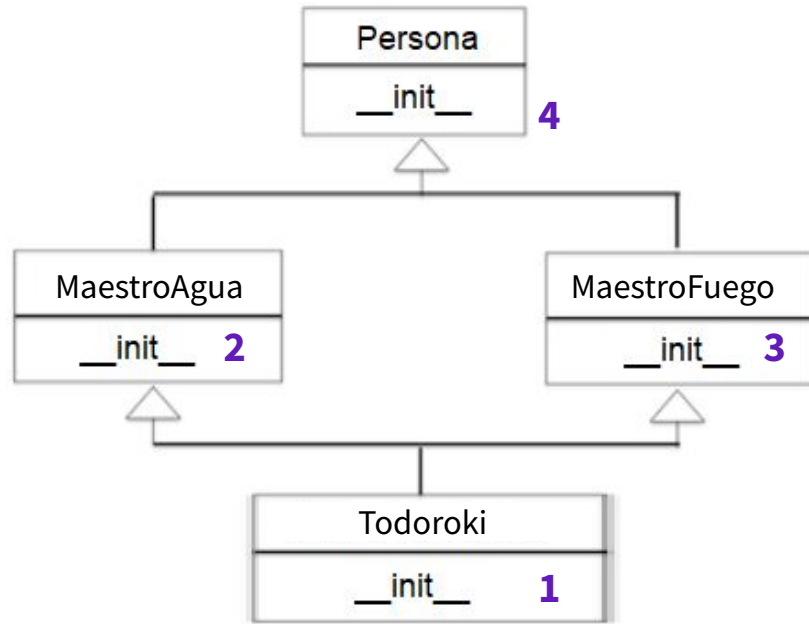 Persona
__init__
4
MaestroAgua
__init__ 2
MaestroFuego
__init__ 3
Todoroki
__init__ 1